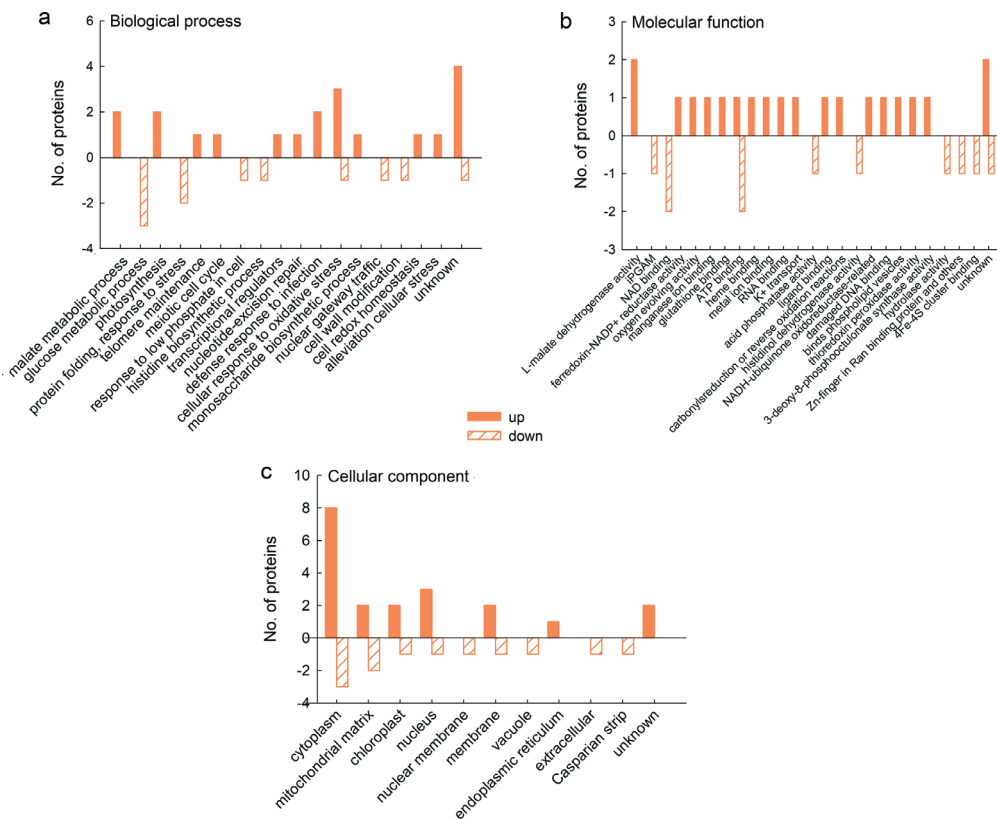 a
Biological process
No. of proteins
6
4
2
0
-2
-4
malate metabolic process
glucose metabolic process
photosynthesis
protein folding, response to stress
telomere maintenance
meiotic cell cycle
response to low phosphate in cell
histidine biosynthetic process
transcriptional regulators
nucleotide-excision repair
defense response to infection
cellular response to oxidative stress
monosaccharide biosynthetic process
nuclear gateway traffic
cell wall modification
cell redox homeostasis
alleviation cellular stress
unknown
b
Molecular function
No. of proteins
3
2
1
0
-1
-2
-3
L-malate dehydrogenase activity
iPGAM
NAD binding
ferredoxin-NADP+ reductase activity
oxygen evolving activity
manganese ion binding
glutathione binding
ATP binding
heme binding
metal ion binding
RNA binding
K+ transport
acid phosphatase activity
ligand binding
carbonylsreduction or reverse oxidation reactions
histidinol dehydrogenase activity
NADH-ubiquinone oxidoreductase related
damaged DNA binding
binds phospholipid vesicles
thioredoxin peroxidase activity
3-deoxy-8-phosphooctulonate synthase activity
hydrolase activity
Zn-finger in Ran binding protein and others
4Fe-4S cluster binding
unknown
up
down
c
Cellular component
No. of proteins
10
8
6
4
2
0
-2
-4
cytoplasm
mitochondrial matrix
chloroplast
nucleus
nuclear membrane
membrane
vacuole
endoplasmic reticulum
extracellular
Casparian strip
unknown